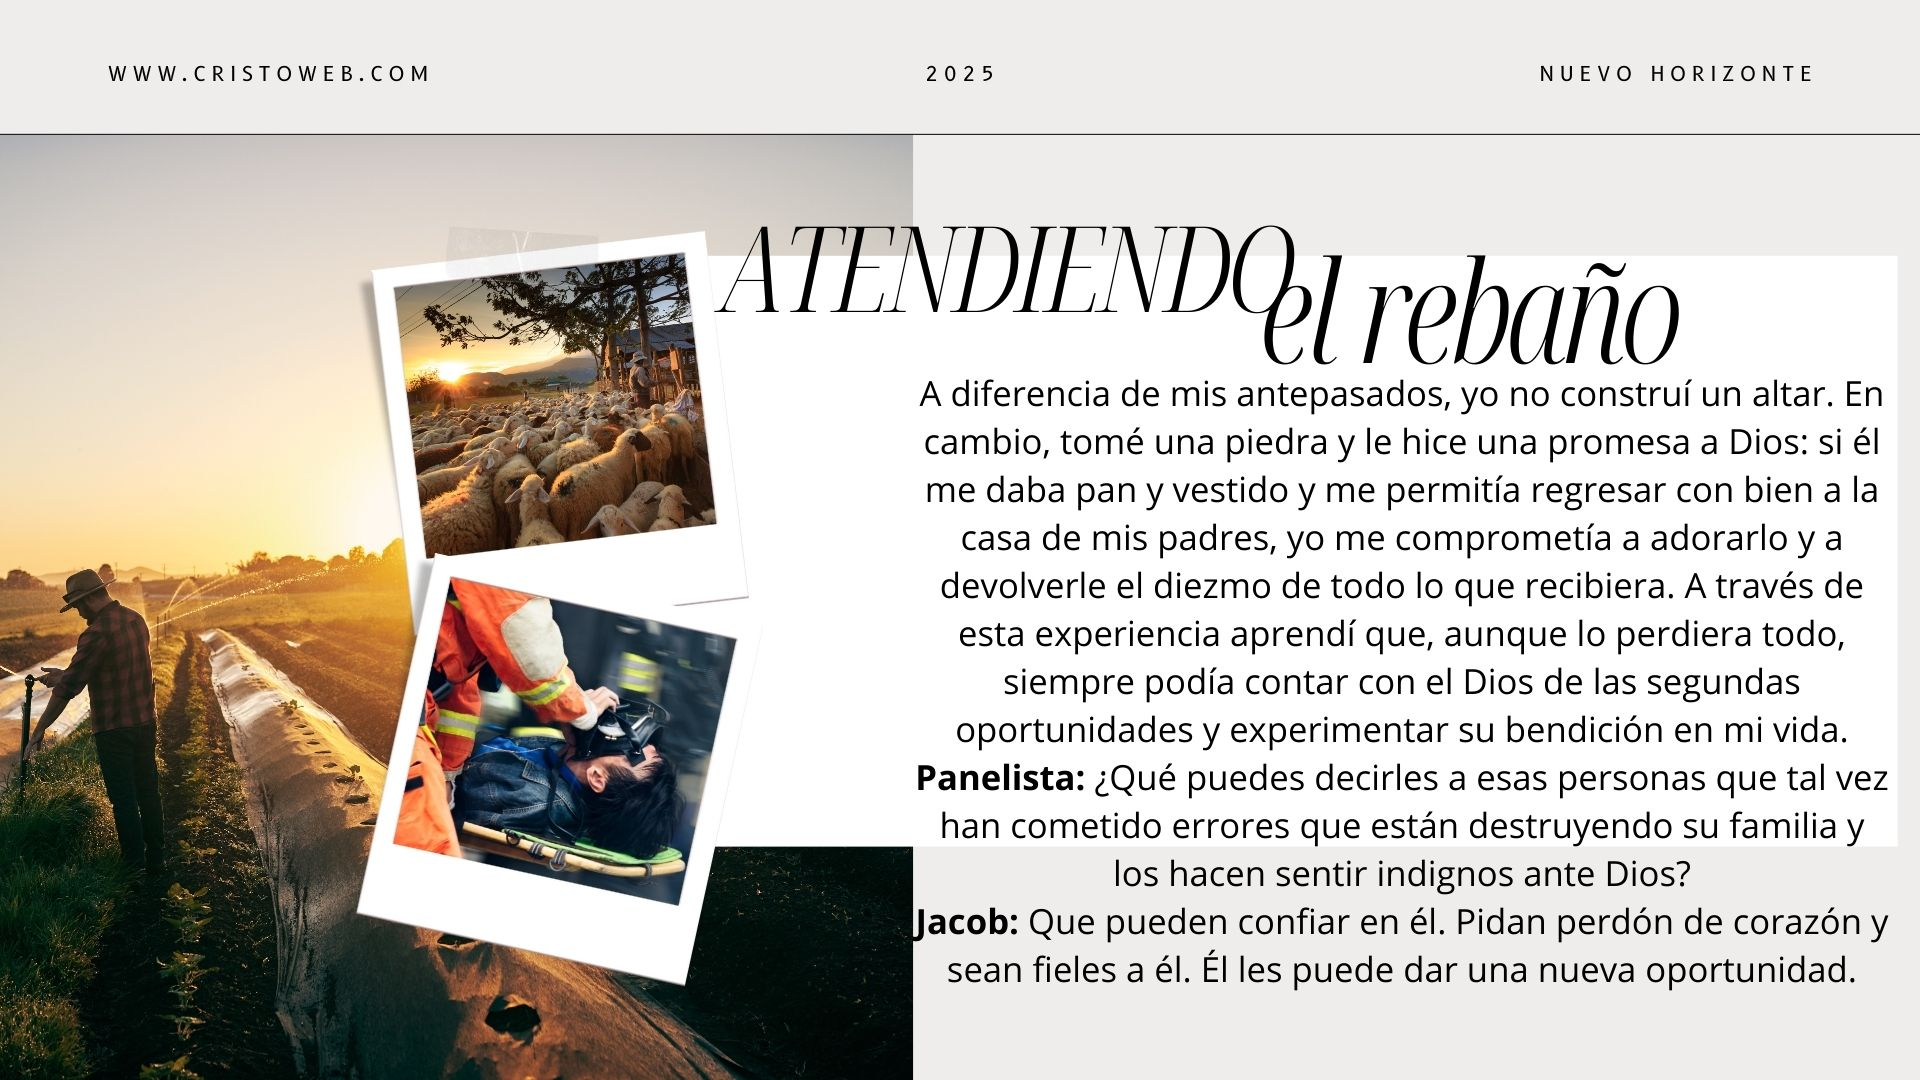 WWW.CRISTOWEB.COM
2025
NUEVO HORIZONTE
ATENDIENDO
el rebaño
A diferencia de mis antepasados, yo no construí un altar. En
cambio, tomé una piedra y le hice una promesa a Dios: si él
me daba pan y vestido y me permitía regresar con bien a la
casa de mis padres, yo me comprometía a adorarlo y a
devolverle el diezmo de todo lo que recibiera. A través de
esta experiencia aprendí que, aunque lo perdiera todo,
siempre podía contar con el Dios de las segundas
oportunidades y experimentar su bendición en mi vida.
Panelista: ¿Qué puedes decirles a esas personas que tal vez
han cometido errores que están destruyendo su familia y
los hacen sentir indignos ante Dios?
Jacob: Que pueden confiar en él. Pidan perdón de corazón y
sean fieles a él. Él les puede dar una nueva oportunidad.